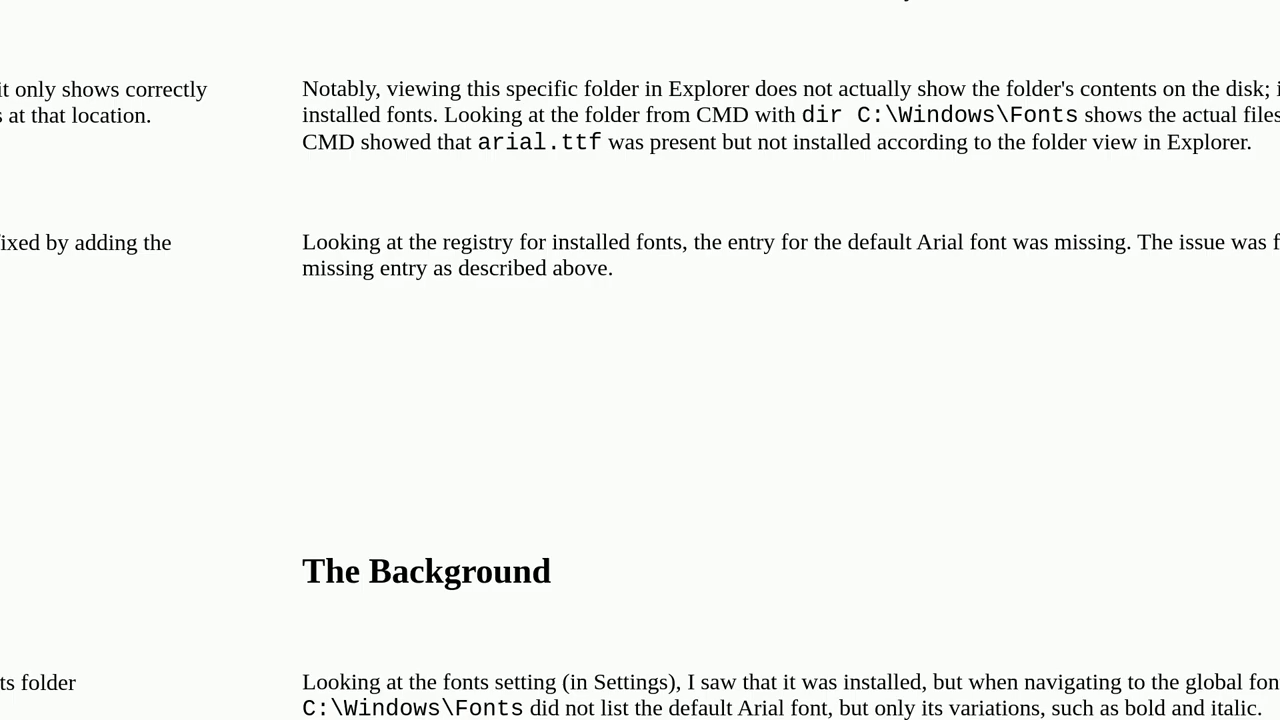 it only shows correctly
s at that location.
ixed by adding the
ts folder
Notably, viewing this specific folder in Explorer does not actually show the folder's contents on the disk; i
installed fonts. Looking at the folder from CMD with dir C:\Windows\Fonts shows the actual files
CMD showed that arial.ttf was present but not installed according to the folder view in Explorer.
Looking at the registry for installed fonts, the entry for the default Arial font was missing. The issue was f
missing entry as described above.
The Background
Looking at the fonts setting (in Settings), I saw that it was installed, but when navigating to the global fon
C:\Windows\Fonts did not list the default Arial font, but only its variations, such as bold and italic.